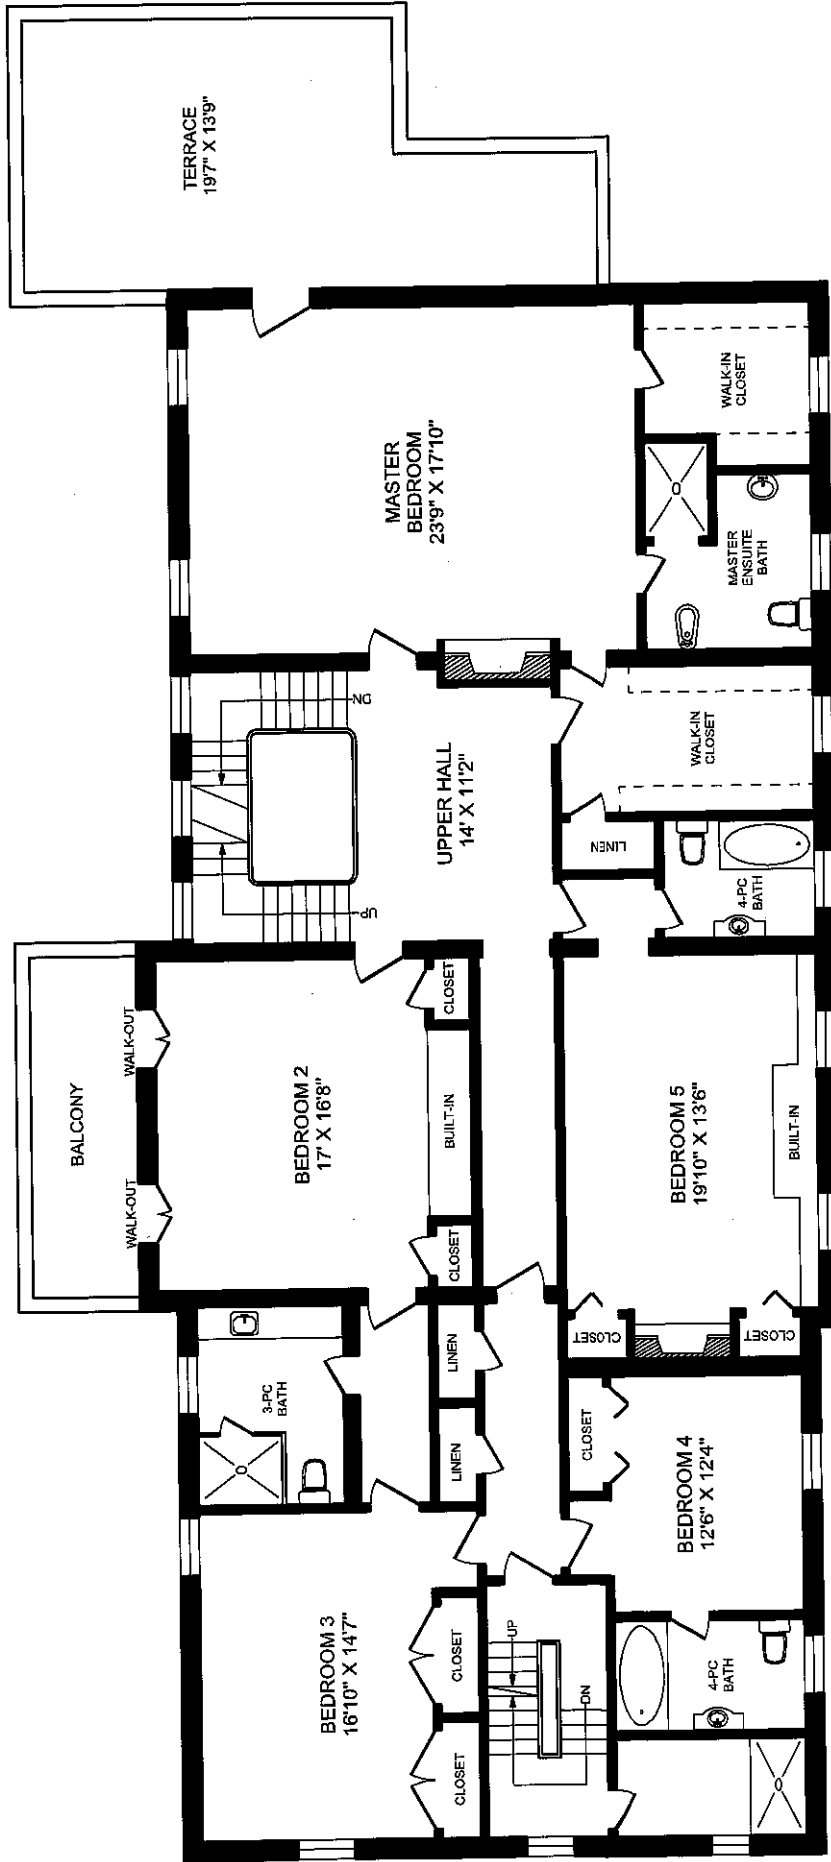 TERRACE
19'7" X 13'9"
MASTER
BEDROOM
23'9" X 17'10"
WALK-IN
CLOSET
MASTER
ENSUITE
BATH
DN
UP
UPPER HALL
14' X 11'2"
WALK-IN
CLOSET
LINEN
4-PC
BATH
BALCONY
WALK-OUT
WALK-OUT
BEDROOM 2
17' X 16'8"
CLOSET
BUILT-IN
CLOSET
BEDROOM 5
19'10" X 13'6"
BUILT-IN
CLOSET
CLOSET
3-PC
BATH
LINEN
LINEN
CLOSET
BEDROOM 4
12'6" X 12'4"
BEDROOM 3
16'10" X 14'7"
CLOSET
CLOSET
UP
DN
4-PC
BATH